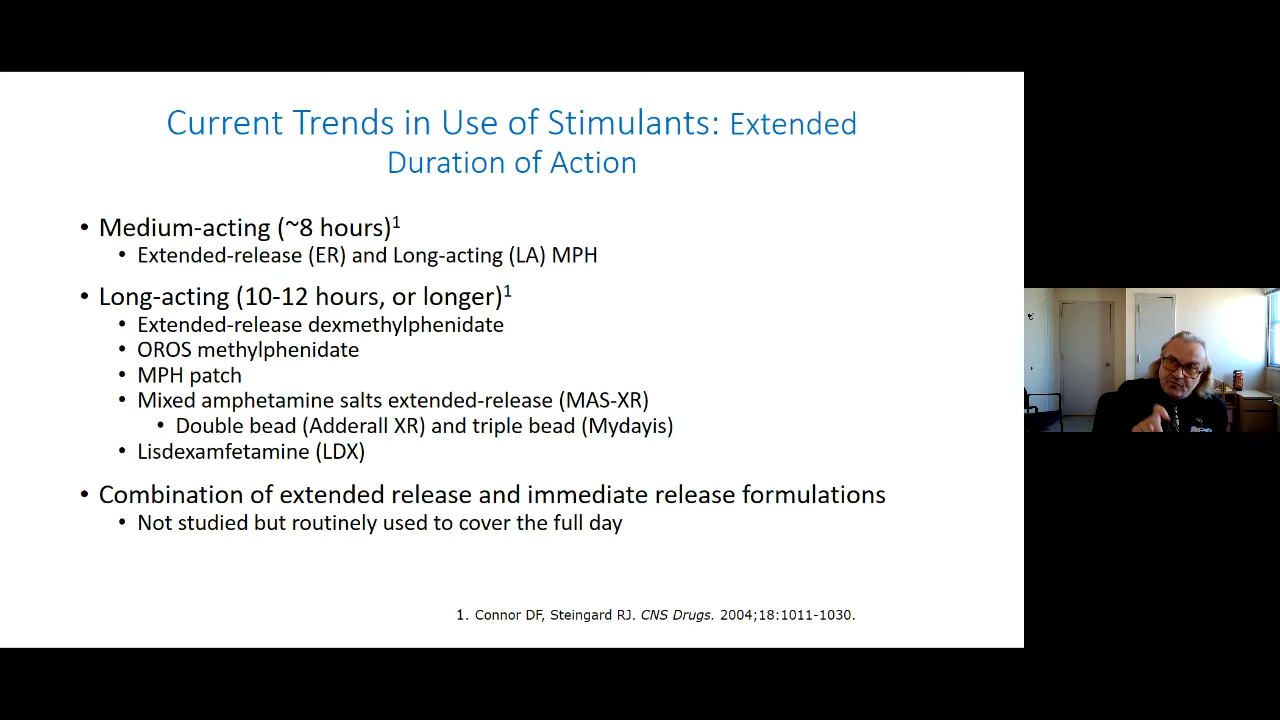 Current Trends in Use of Stimulants: Extended
Duration of Action
• Medium-acting (~8 hours)1
• Extended-release (ER) and Long-acting (LA) MPH
• Long-acting (10-12 hours, or longer)1
• Extended-release dexmethylphenidate
• OROS methylphenidate
• MPH patch
• Mixed amphetamine salts extended-release (MAS-XR)
• Double bead (Adderall XR) and triple bead (Mydayis)
• Lisdexamfetamine (LDX)
• Combination of extended release and immediate release formulations
• Not studied but routinely used to cover the full day
1. Connor DF, Steingard RJ. CNS Drugs. 2004;18:1011-1030.